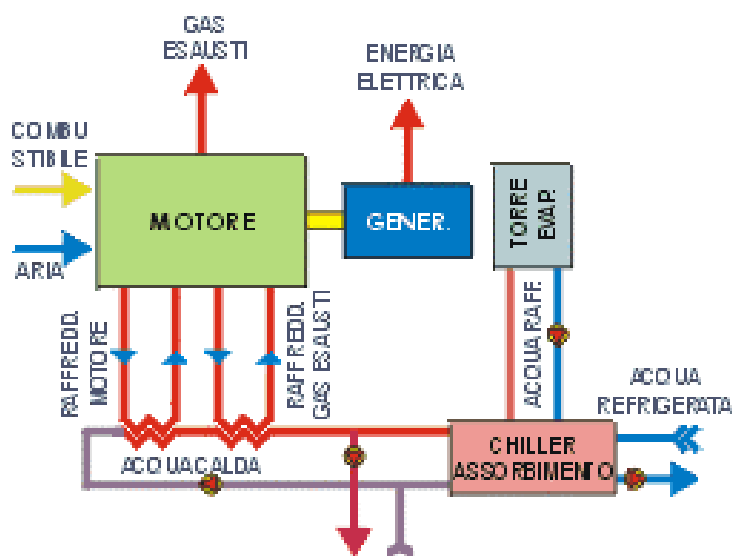 GAS
ESAUSTI
ENERGIA
ELETTRICA
COMBU
STIBILE
MOTORE
GENER.
TORRE
EVAP.
ARIA
RAFFREDD.
MOTORE
RAFFREDD.
GAS ESAUSTI
ACQUA RAFF.
ACQUA
REFRIGERATA
ACQUA CALDA
CHILLER
ASSORBIMENTO